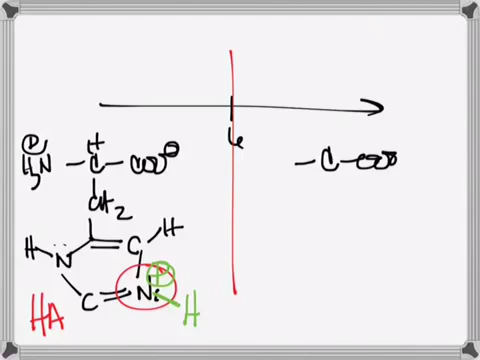 6
H
⊕
H₃N – C – COO⊖
– C – COO
CH₂
H
H – N̈ C = C
⊕
C = N:
HA H